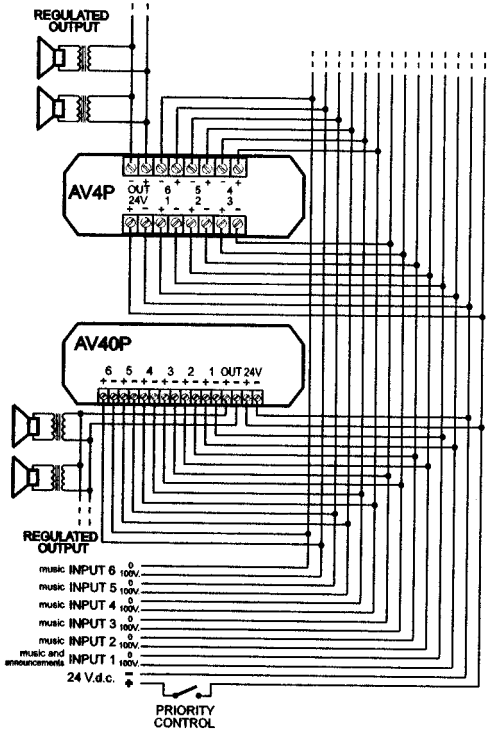 REGULATED
OUTPUT
- + - + - + - +
AV4P OUT 6 5 4
24V 1 2 3
+ - + - + - + -
AV40P
6 5 4 3 2 1 OUT 24V
+ - + - + - + - + - + - + - + -
REGULATED
OUTPUT
music INPUT 6 0 100V.
music INPUT 5 0 100V.
music INPUT 4 0 100V.
music INPUT 3 0 100V.
music INPUT 2 0 100V.
music and
announcements INPUT 1 0 100V.
24 V.d.c. -
+
PRIORITY
CONTROL